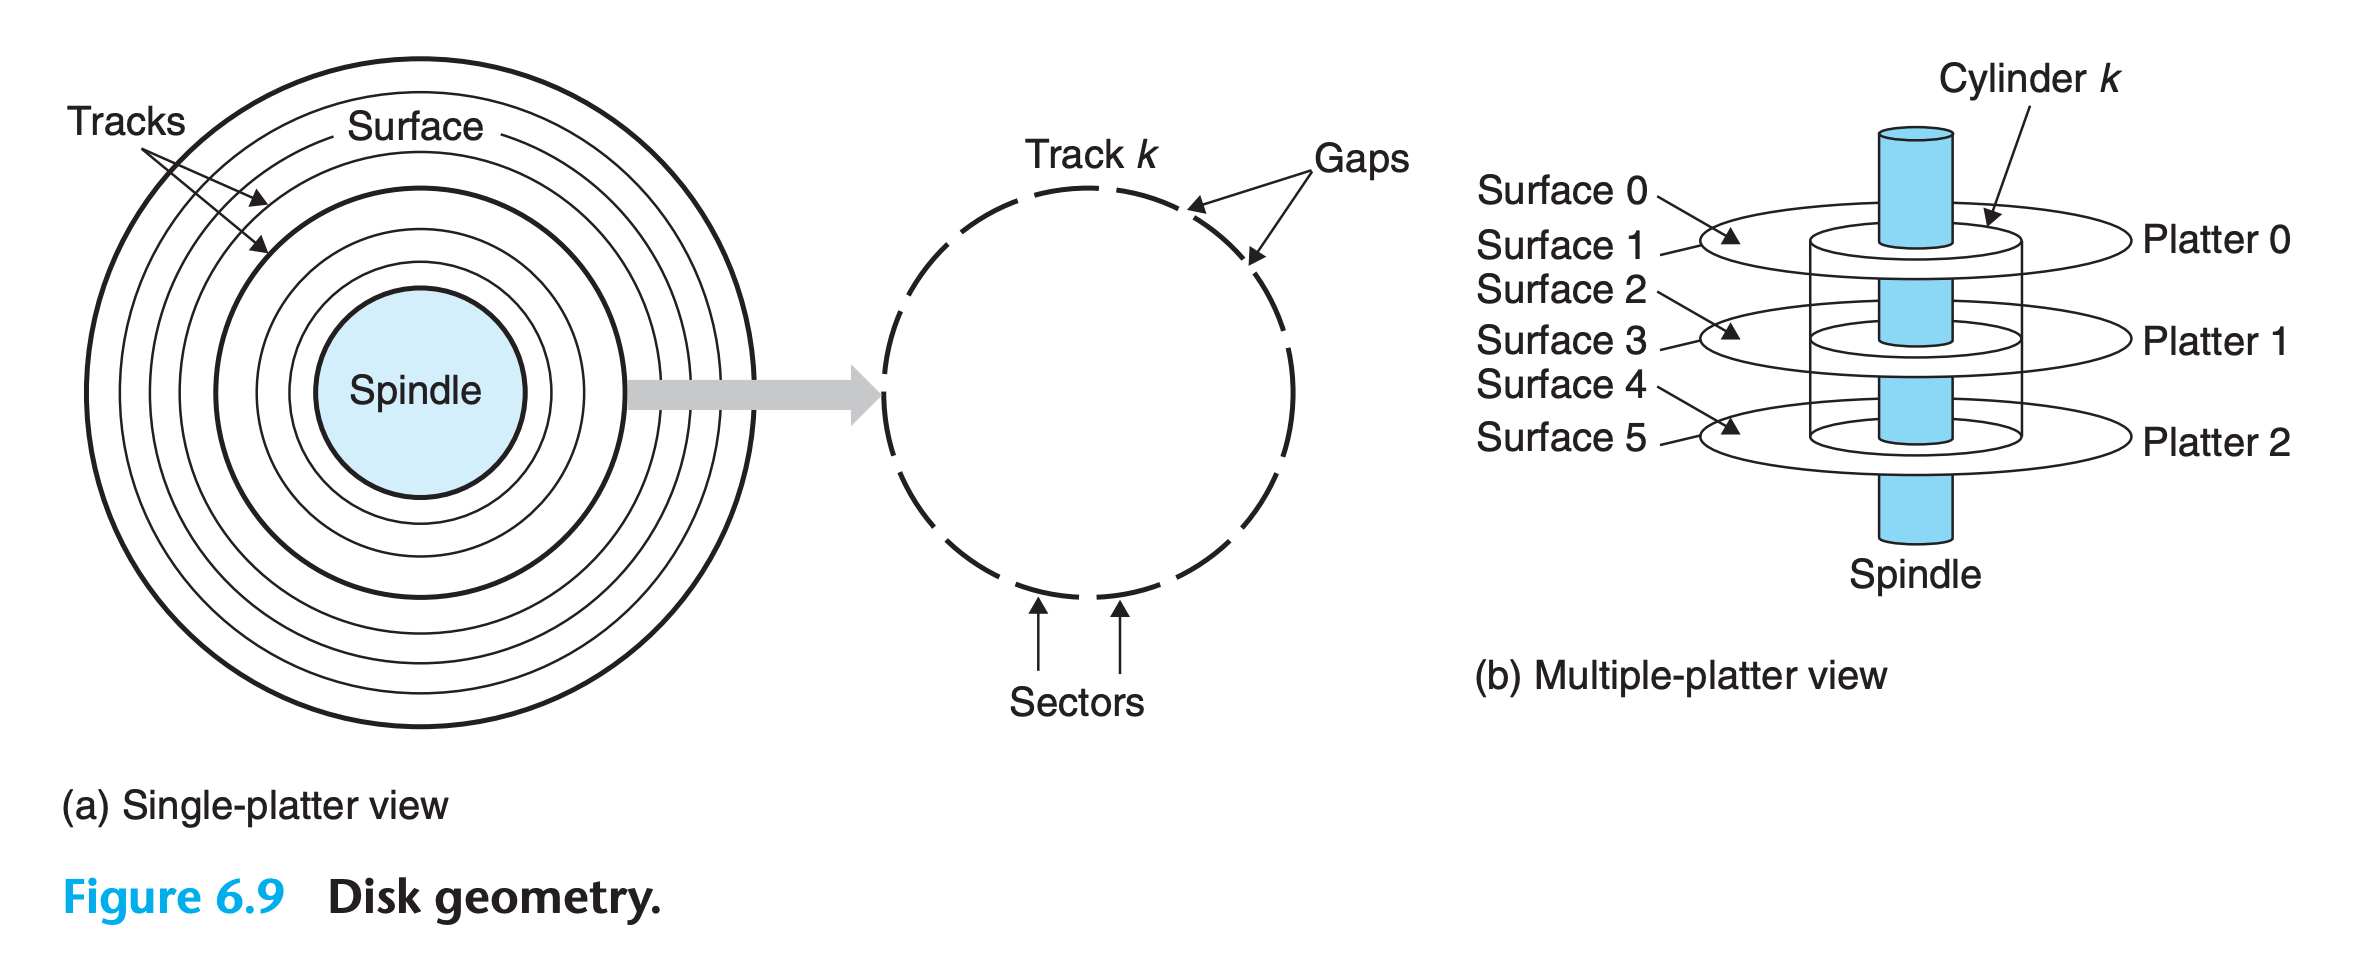 Tracks
Surface
Spindle
Track k
Gaps
Sectors
(a) Single-platter view
Cylinder k
Surface 0
Surface 1
Surface 2
Surface 3
Surface 4
Surface 5
Platter 0
Platter 1
Platter 2
Spindle
(b) Multiple-platter view
Figure 6.9 Disk geometry.